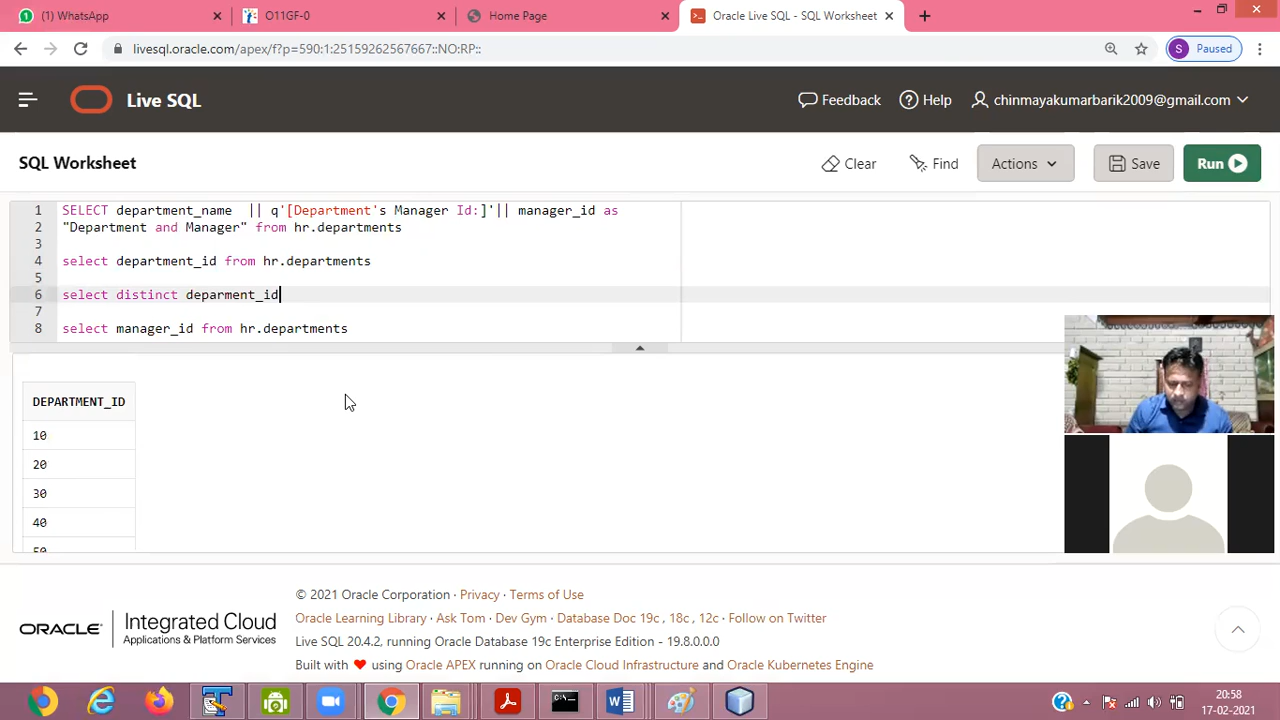 (1) WhatsApp
O11GF-0
Home Page
Oracle Live SQL - SQL Worksheet
livesql.oracle.com/apex/f?p=590:1:25159262567667::NO:RP::
S
Paused
Live SQL
Feedback
Help
chinmayakumarbarik2009@gmail.com
SQL Worksheet
Clear
Find
Actions
Save
Run
1 SELECT department_name || q'[Department's Manager Id:]'|| manager_id as
2 "Department and Manager" from hr.departments
3
4 select department_id from hr.departments
5
6 select distinct deparment_id
7
8 select manager_id from hr.departments
DEPARTMENT_ID
10
20
30
40
50
© 2021 Oracle Corporation · Privacy · Terms of Use
Oracle Learning Library · Ask Tom · Dev Gym · Database Doc 19c, 18c, 12c · Follow on Twitter
Live SQL 20.4.2, running Oracle Database 19c Enterprise Edition - 19.8.0.0.0
Built with ❤ using Oracle APEX running on Oracle Cloud Infrastructure and Oracle Kubernetes Engine
ORACLE
Integrated Cloud
Applications & Platform Services
20:58
17-02-2021